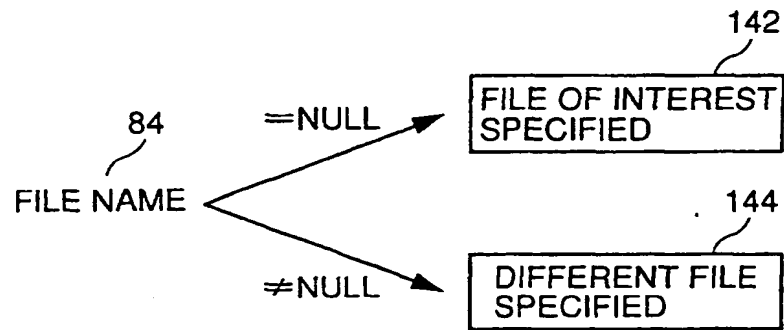 142
FILE OF INTEREST
SPECIFIED
=NULL
84
FILE NAME
144
DIFFERENT FILE
SPECIFIED
≠NULL